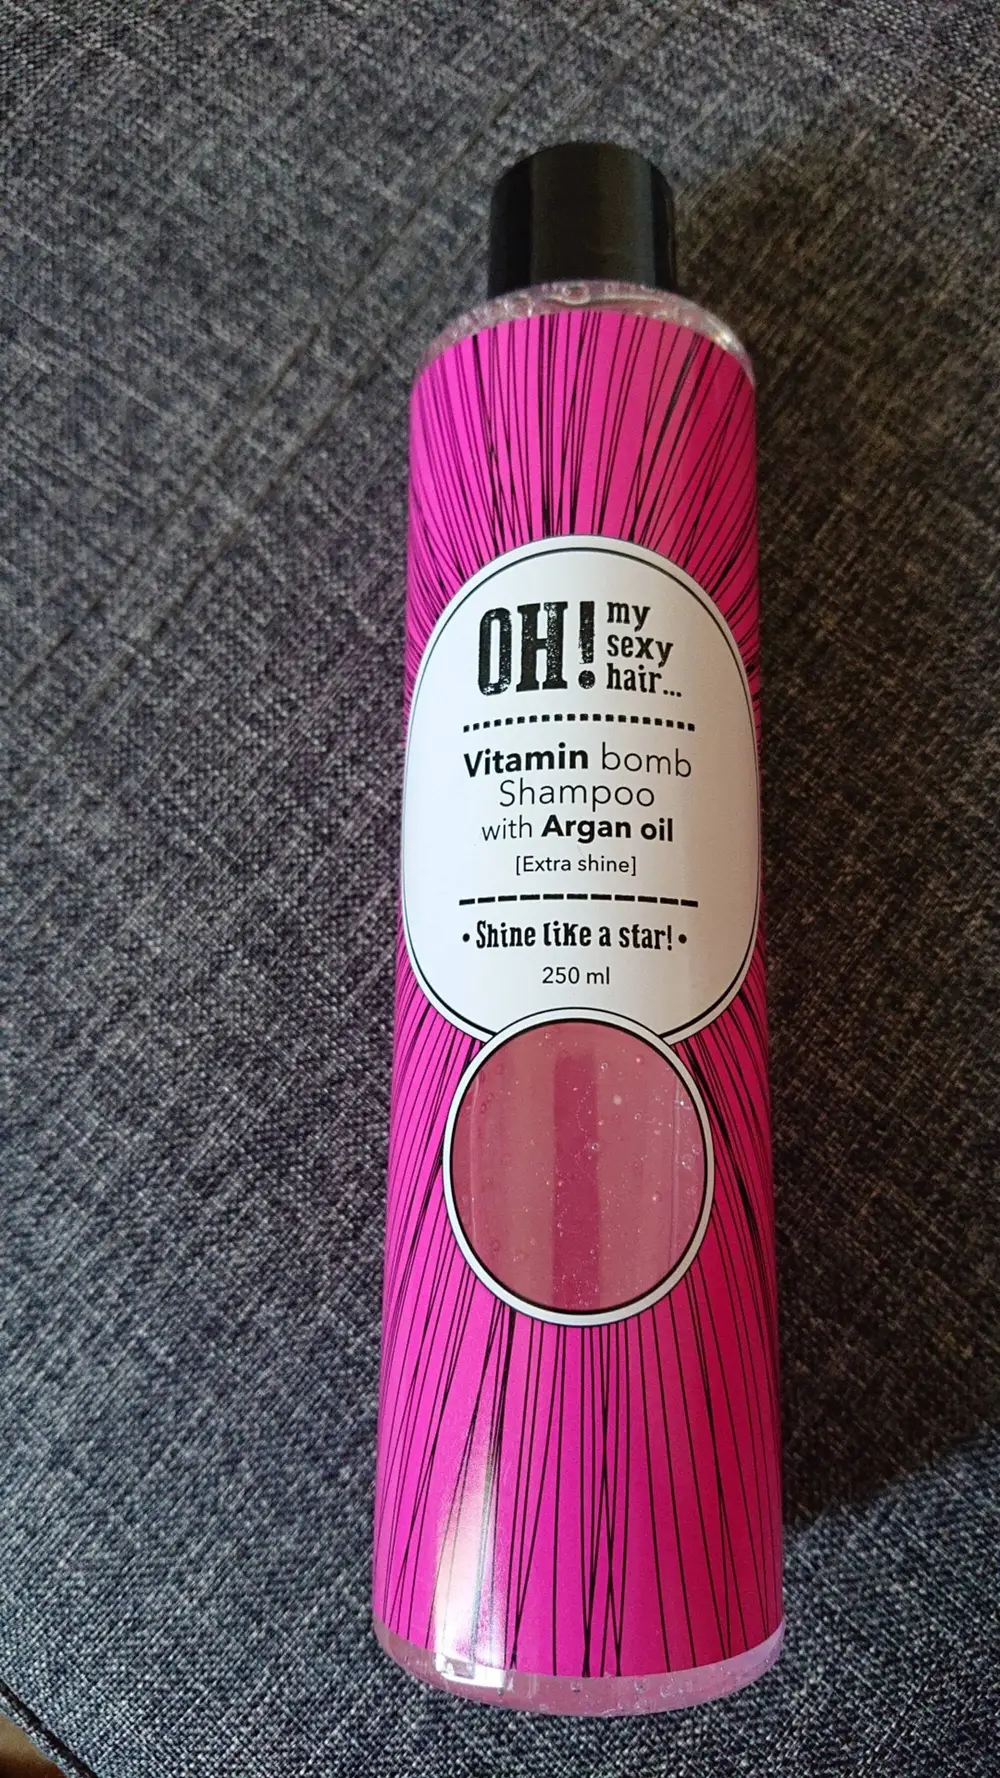 OH! my
sexy
hair...
Vitamin bomb
Shampoo
with Argan oil
[Extra shine]
• Shine like a star! •
250 ml